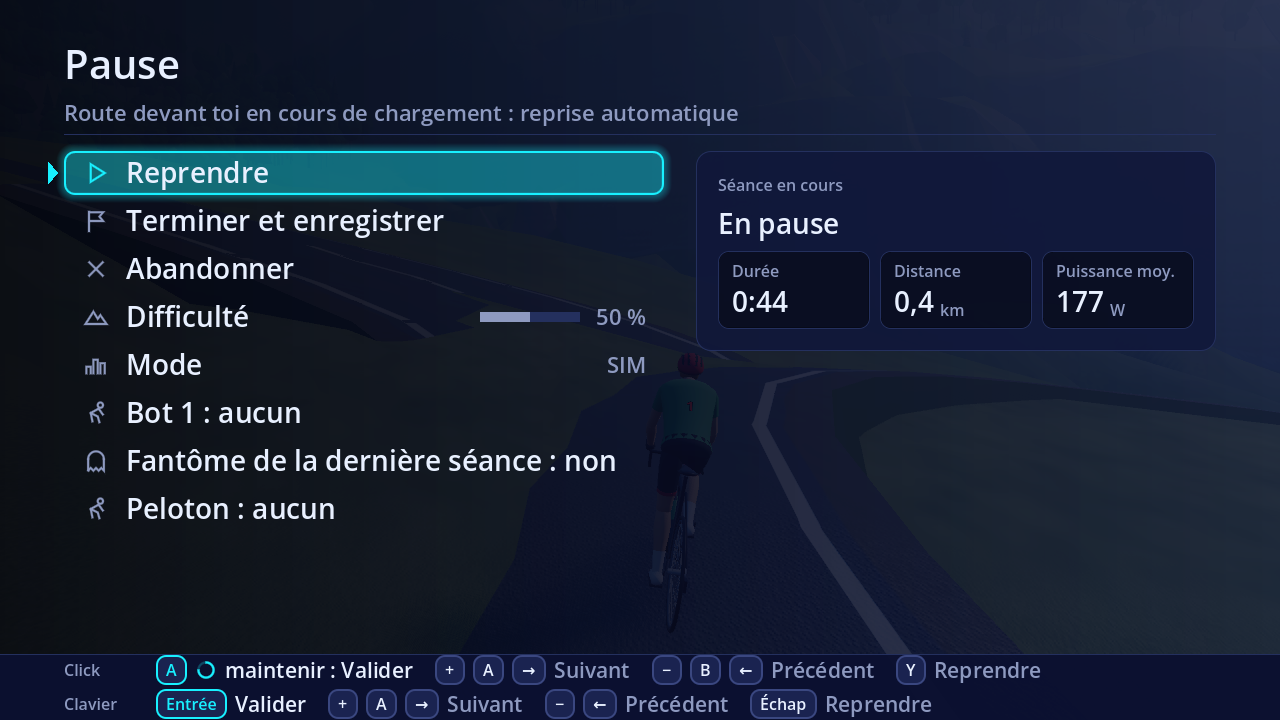 Pause
Route devant toi en cours de chargement : reprise automatique
Reprendre
Terminer et enregistrer
Abandonner
Difficulté 50 %
Mode SIM
Bot 1 : aucun
Fantôme de la dernière séance : non
Peloton : aucun
Séance en cours
En pause
Durée Distance Puissance moy.
0:44 0,4 km 177 W
Click A maintenir : Valider + A → Suivant − B ← Précédent Y Reprendre
Clavier Entrée Valider + A → Suivant − ← Précédent Échap Reprendre